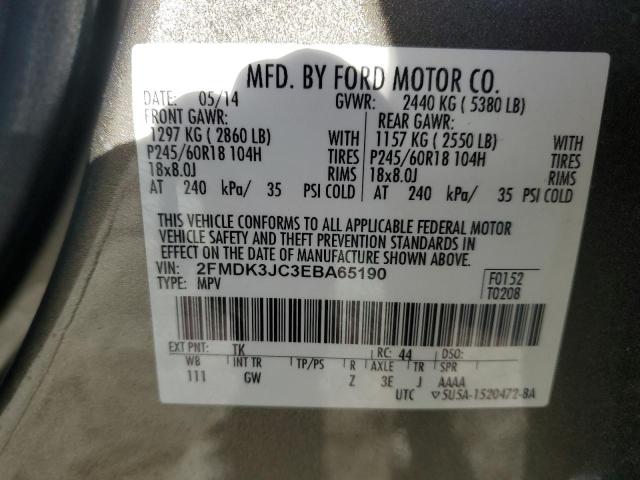 MFD. BY FORD MOTOR CO.
DATE: 05/14 GVWR: 2440 KG ( 5380 LB)
FRONT GAWR: REAR GAWR:
1297 KG ( 2860 LB) WITH 1157 KG ( 2550 LB) WITH
P245/60R18 104H TIRES P245/60R18 104H TIRES
18x8.0J RIMS 18x8.0J RIMS
AT 240 kPa/ 35 PSI COLD AT 240 kPa/ 35 PSI COLD
THIS VEHICLE CONFORMS TO ALL APPLICABLE FEDERAL MOTOR
VEHICLE SAFETY AND THEFT PREVENTION STANDARDS IN
EFFECT ON THE DATE OF MANUFACTURE SHOWN ABOVE.
VIN: 2FMDK3JC3EBA65190 F0152
TYPE: MPV T0208
EXT PNT: TK RC: 44 DSO:
WB INT TR TP/PS R AXLE TR SPR
111 GW Z 3E J AAAA
UTC ▽5U5A-1520472-BA